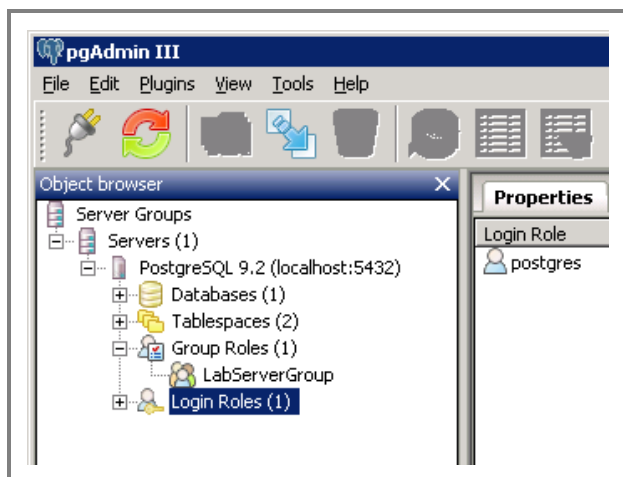 pgAdmin III
File Edit Plugins View Tools Help
Object browser
Server Groups
Servers (1)
PostgreSQL 9.2 (localhost:5432)
Databases (1)
Tablespaces (2)
Group Roles (1)
LabServerGroup
Login Roles (1)
Properties
Login Role
postgres